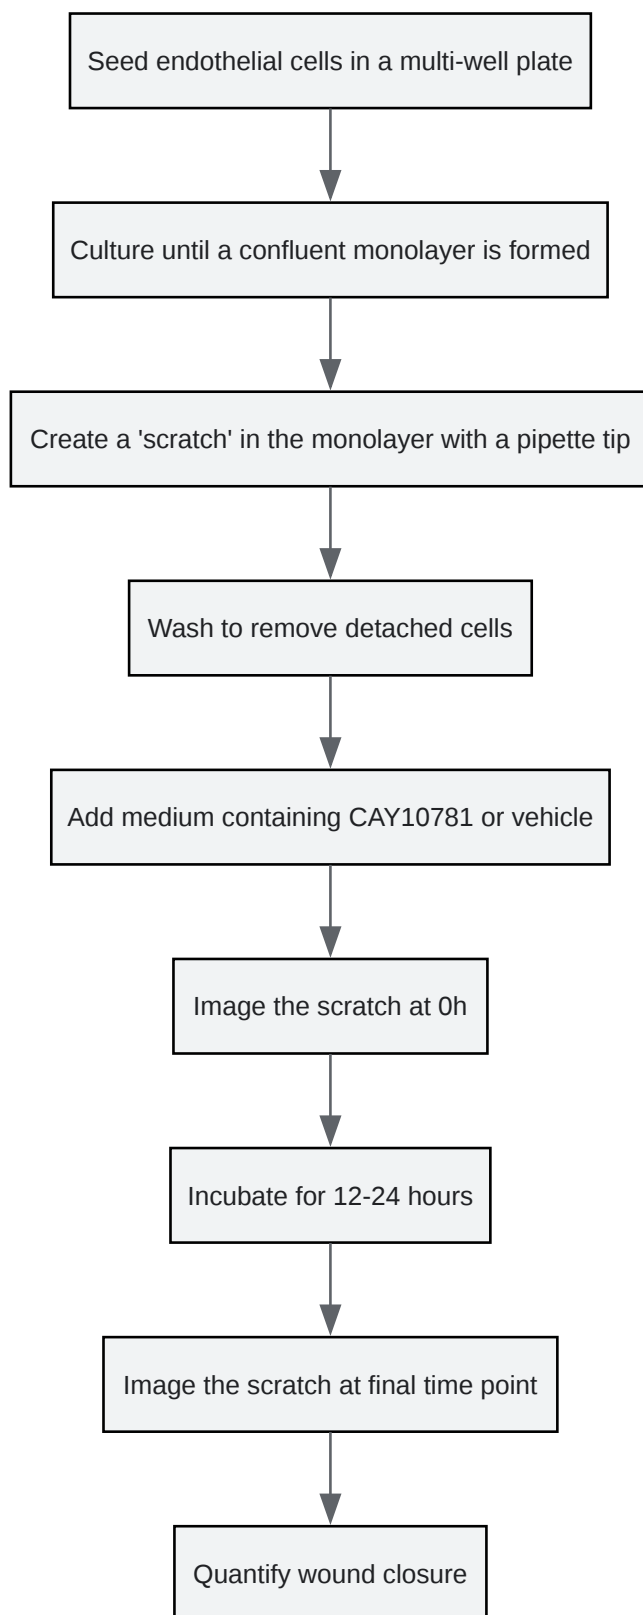 Seed endothelial cells in a multi-well plate
Culture until a confluent monolayer is formed
Create a 'scratch' in the monolayer with a pipette tip
Wash to remove detached cells
Add medium containing CAY10781 or vehicle
Image the scratch at 0h
Incubate for 12-24 hours
Image the scratch at final time point
Quantify wound closure